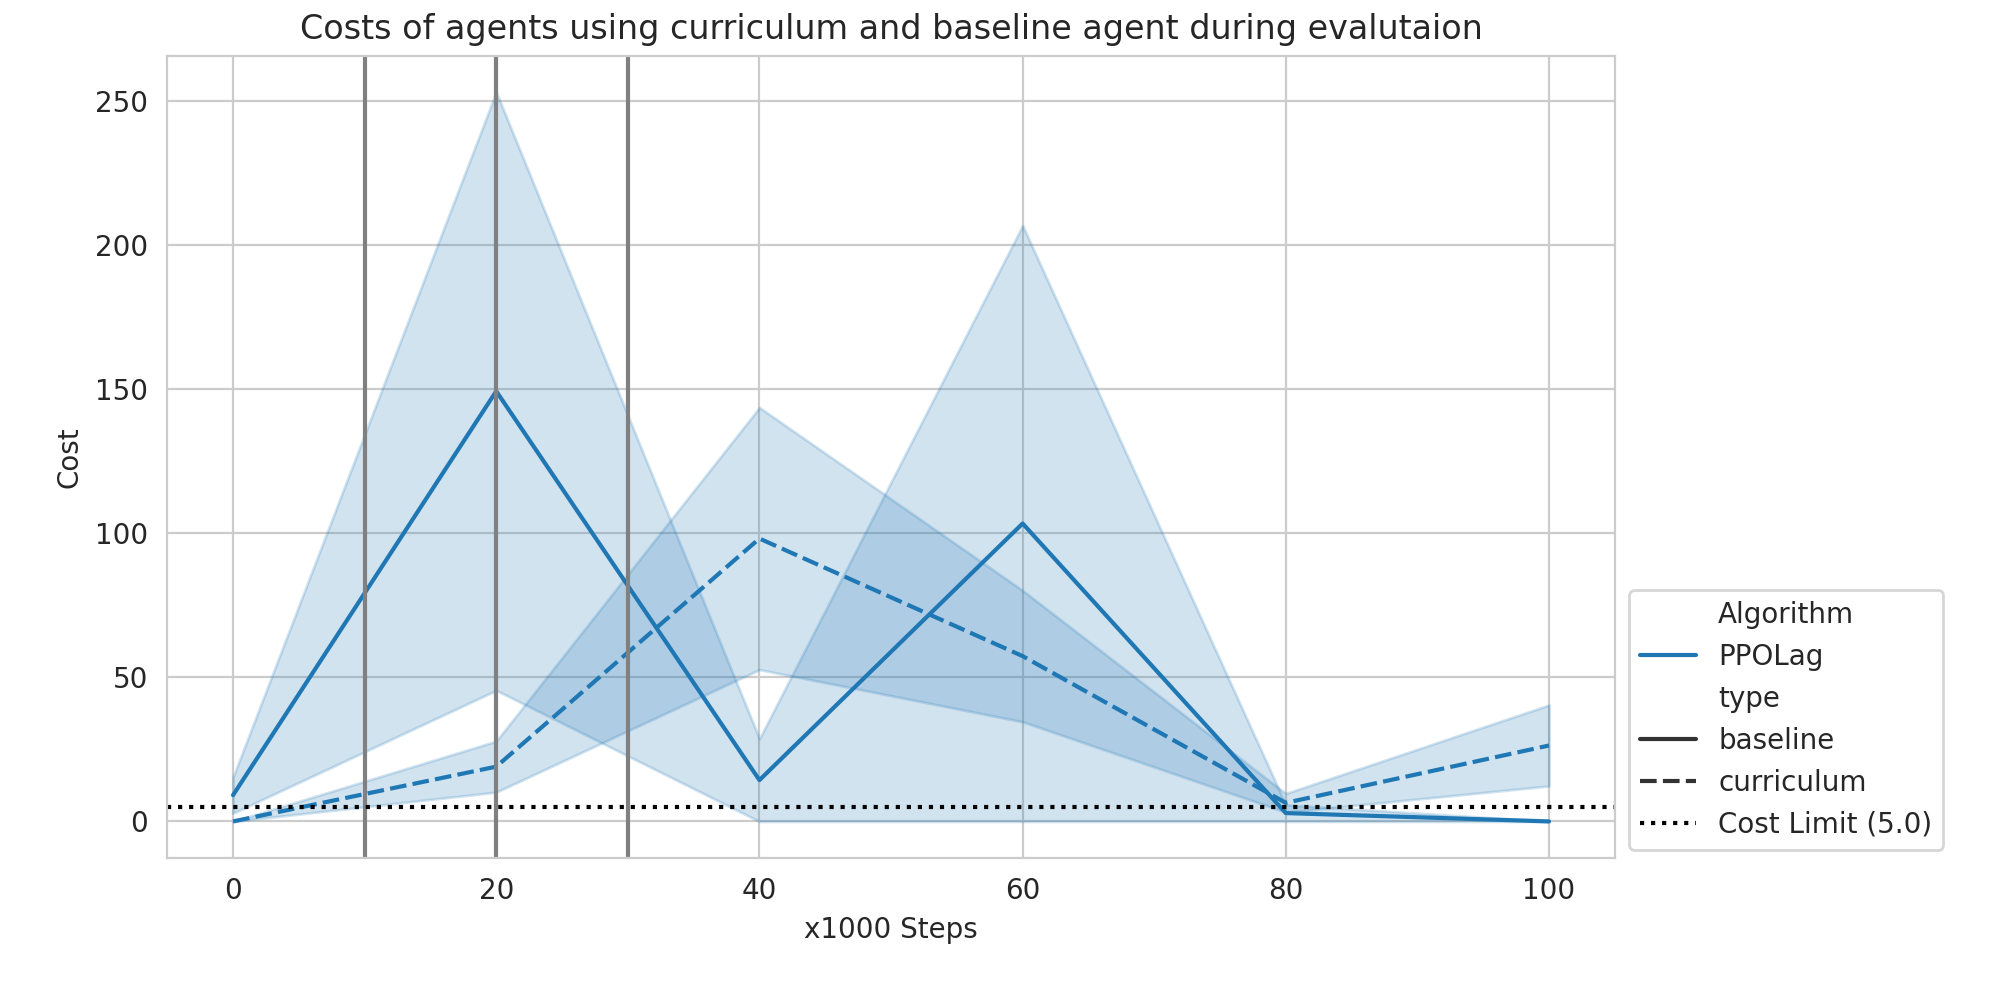 Costs of agents using curriculum and baseline agent during evalutaion
250
200
150
100
50
0
Cost
0 20 40 60 80 100
x1000 Steps
Algorithm
PPOLag
type
baseline
curriculum
Cost Limit (5.0)